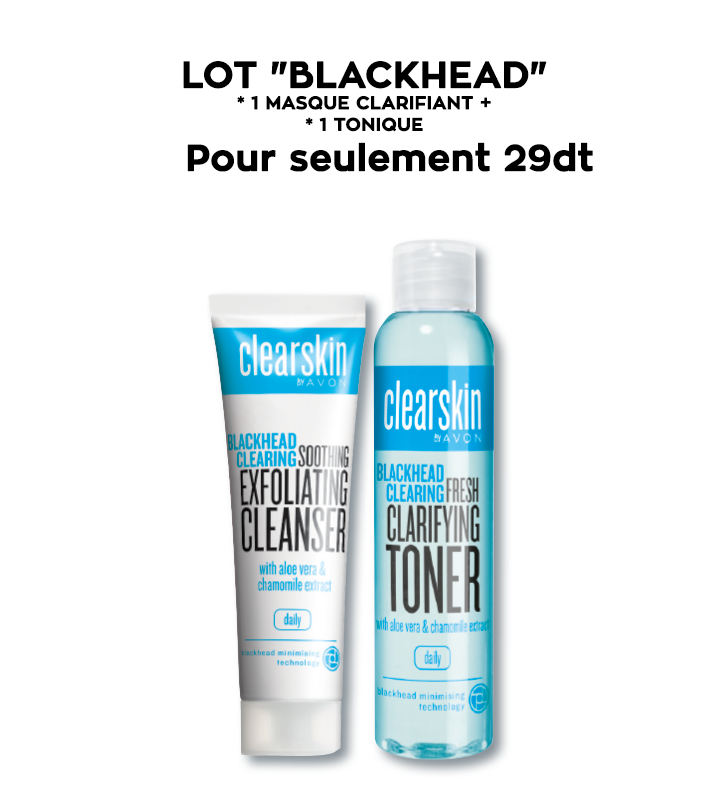 LOT "BLACKHEAD"
* 1 MASQUE CLARIFIANT +
* 1 TONIQUE
Pour seulement 29dt
clearskin
BY AVON
BLACKHEAD
CLEARING SOOTHING
EXFOLIATING
CLEANSER
with aloe vera &
chamomile extract
daily
blackhead minimising
technology
clearskin
BY AVON
BLACKHEAD
CLEARING FRESH
CLARIFYING
TONER
with aloe vera & chamomile extract
daily
blackhead minimising
technology